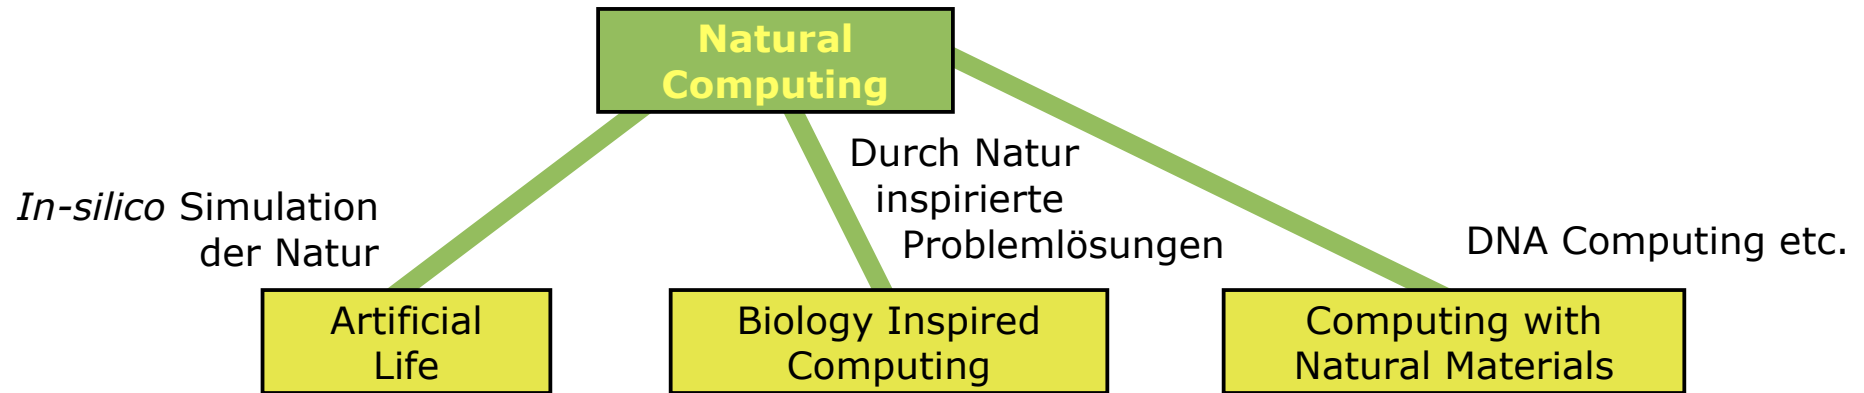 Natural
Computing
Durch Natur
inspirierte
Problemlösungen
In-silico Simulation
der Natur
DNA Computing etc.
Artificial
Life
Biology Inspired
Computing
Computing with
Natural Materials